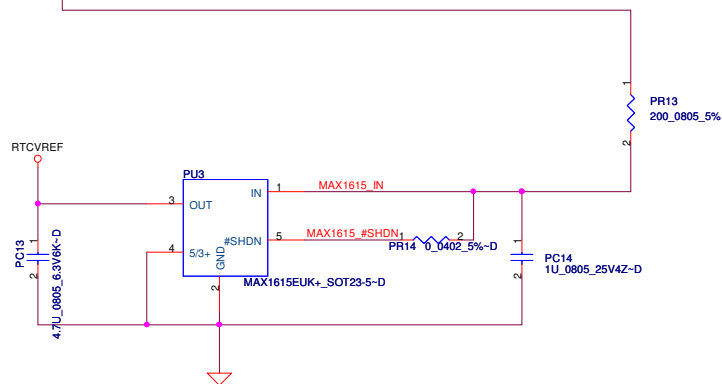 1
PR13
200_0805_5%
2
RTCVREF
PU3
3
OUT
IN
1
MAX1615_IN
#SHDN
5
MAX1615_#SHDN
1
2
PR14
0_0402_5%~D
4
5/3+
GND
2
MAX1615EUK+_SOT23-5~D
PC13
1
2
4.7U_0805_6.3V6K~D
1
2
PC14
1U_0805_25V4Z~D